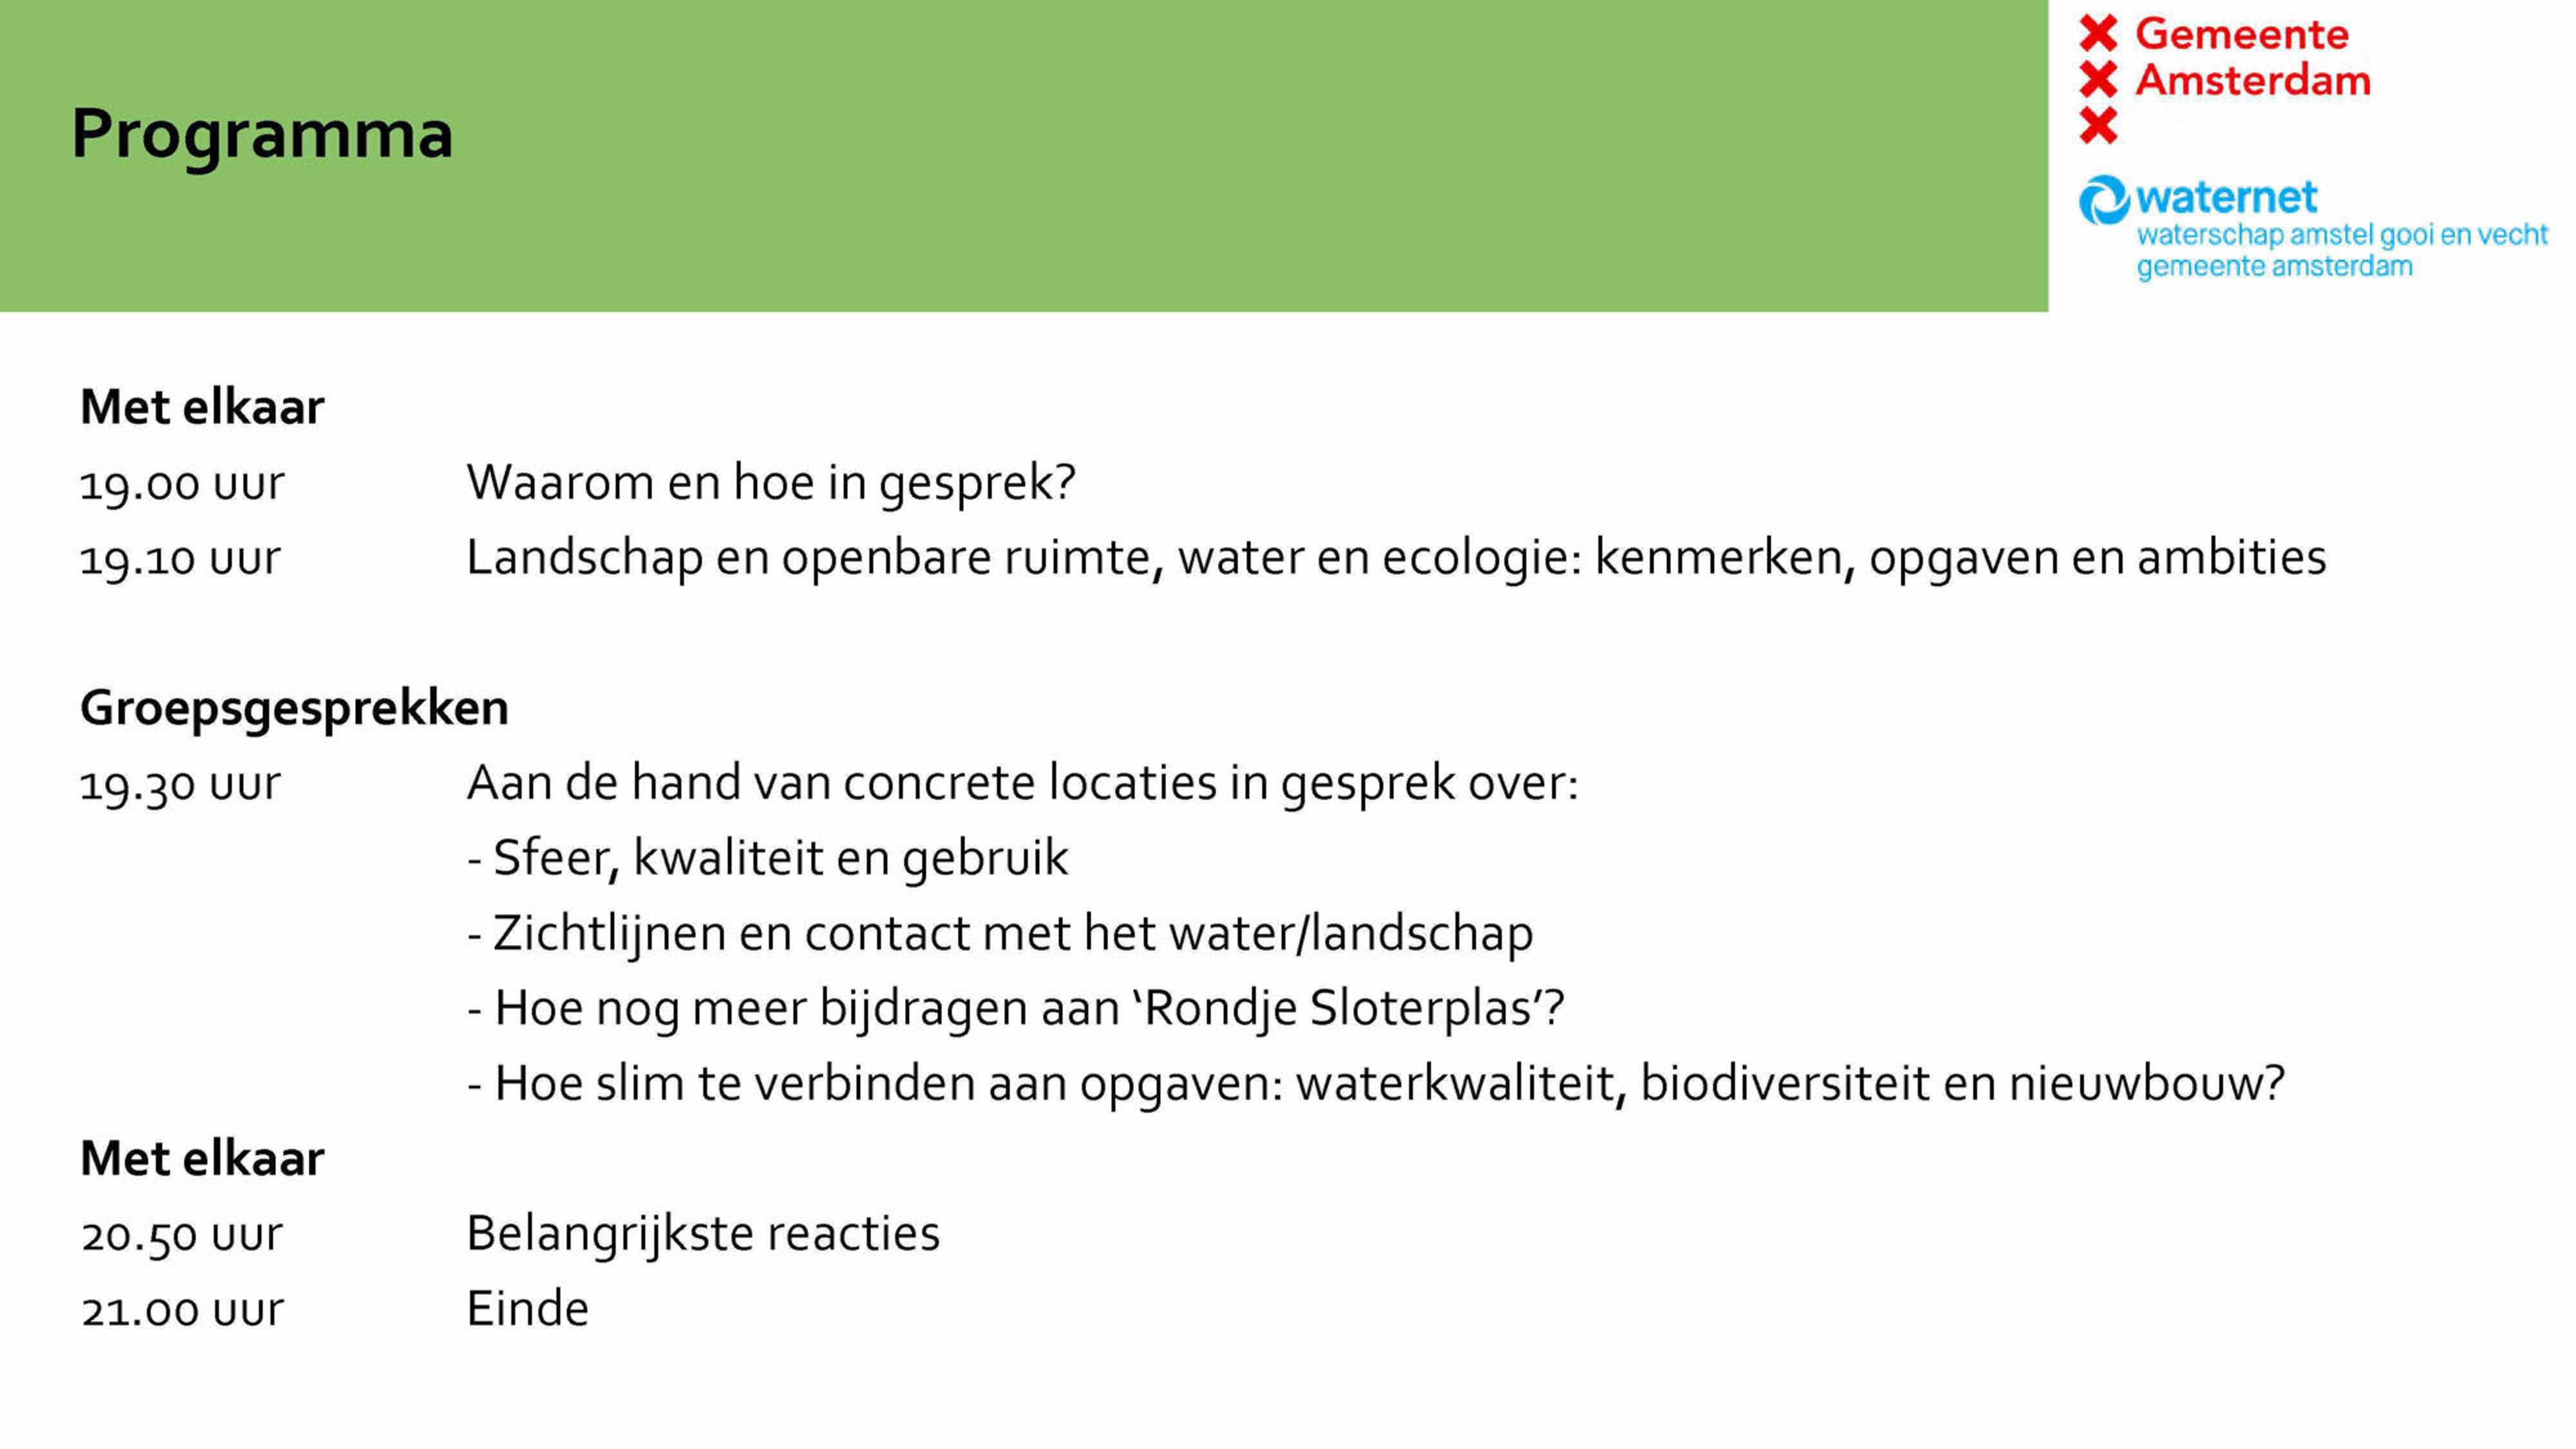 Programma
Gemeente
Amsterdam
waternet
waterschap amstel gooi en vecht
gemeente amsterdam
Met elkaar
19.00 uur Waarom en hoe in gesprek?
19.10 uur Landschap en openbare ruimte, water en ecologie: kenmerken, opgaven en ambities
Groepsgesprekken
19.30 uur Aan de hand van concrete locaties in gesprek over:
- Sfeer, kwaliteit en gebruik
- Zichtlijnen en contact met het water/landschap
- Hoe nog meer bijdragen aan ‘Rondje Sloterplas’?
- Hoe slim te verbinden aan opgaven: waterkwaliteit, biodiversiteit en nieuwbouw?
Met elkaar
20.50 uur Belangrijkste reacties
21.00 uur Einde